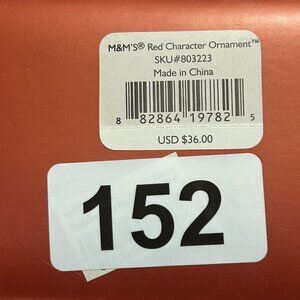 M&M'S® Red Character Ornament™
SKU#803223
Made in China
8 82864 19782 5
USD $36.00
152